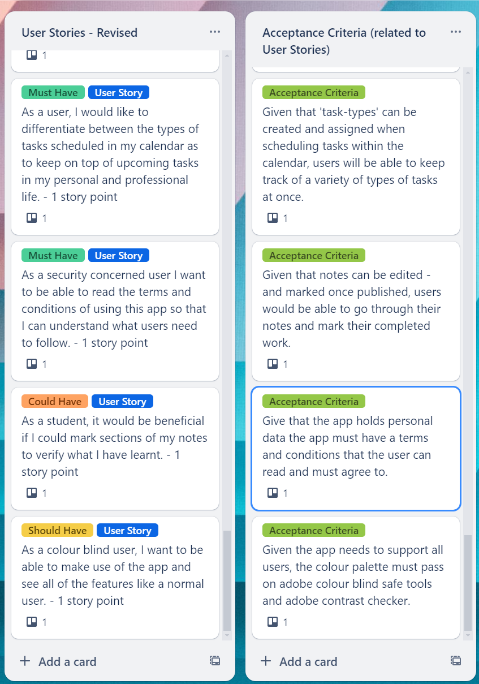 User Stories - Revised
1
Must Have User Story
As a user, I would like to
differentiate between the types of
tasks scheduled in my calendar as
to keep on top of upcoming tasks
in my personal and professional
life. - 1 story point
1
Must Have User Story
As a security concerned user I want
to be able to read the terms and
conditions of using this app so that
I can understand what users need
to follow. - 1 story point
1
Could Have User Story
As a student, it would be beneficial
if I could mark sections of my notes
to verify what I have learnt. - 1
story point
1
Should Have User Story
As a colour blind user, I want to be
able to make use of the app and
see all of the features like a normal
user. - 1 story point
1
Add a card
Acceptance Criteria (related to
User Stories)
Acceptance Criteria
Given that 'task-types' can be
created and assigned when
scheduling tasks within the
calendar, users will be able to keep
track of a variety of types of tasks
at once.
1
Acceptance Criteria
Given that notes can be edited -
and marked once published, users
would be able to go through their
notes and mark their completed
work.
1
Acceptance Criteria
Give that the app holds personal
data the app must have a terms
and conditions that the user can
read and must agree to.
1
Acceptance Criteria
Given the app needs to support all
users, the colour palette must pass
on adobe colour blind safe tools
and adobe contrast checker.
1
Add a card